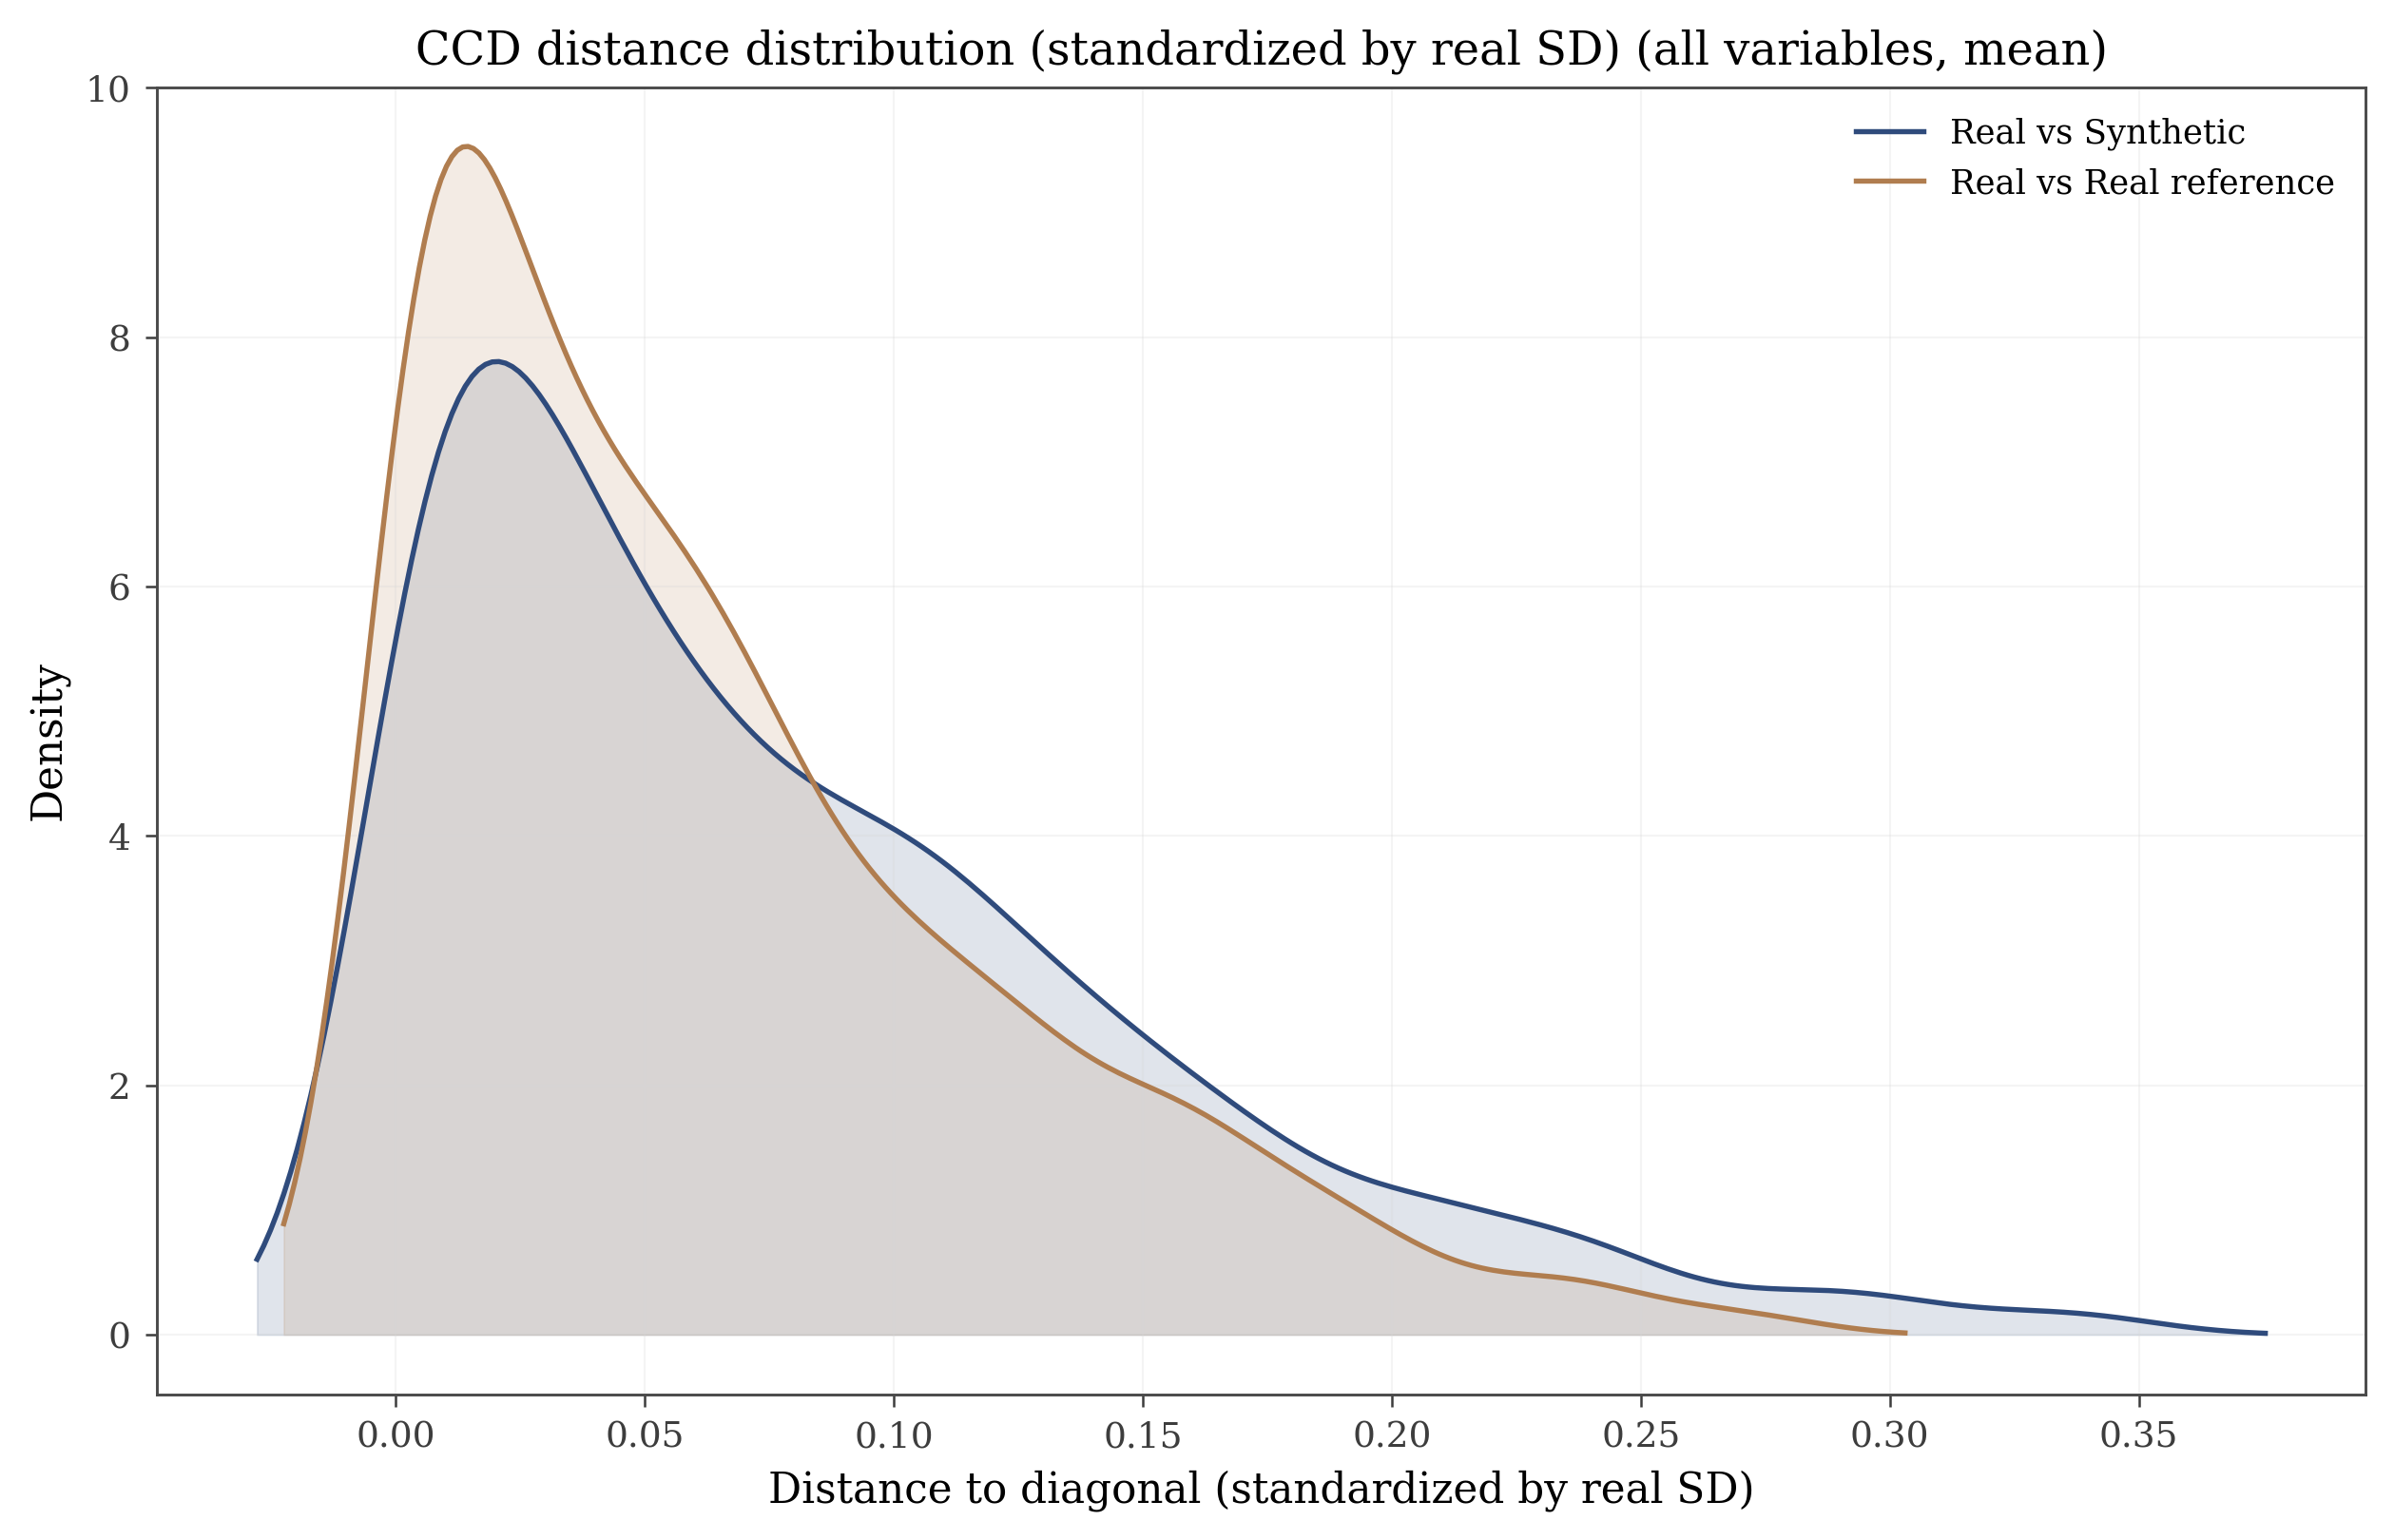 CCD distance distribution (standardized by real SD) (all variables, mean)
Real vs Synthetic
Real vs Real reference
Density
10
8
6
4
2
0
0.00 0.05 0.10 0.15 0.20 0.25 0.30 0.35
Distance to diagonal (standardized by real SD)